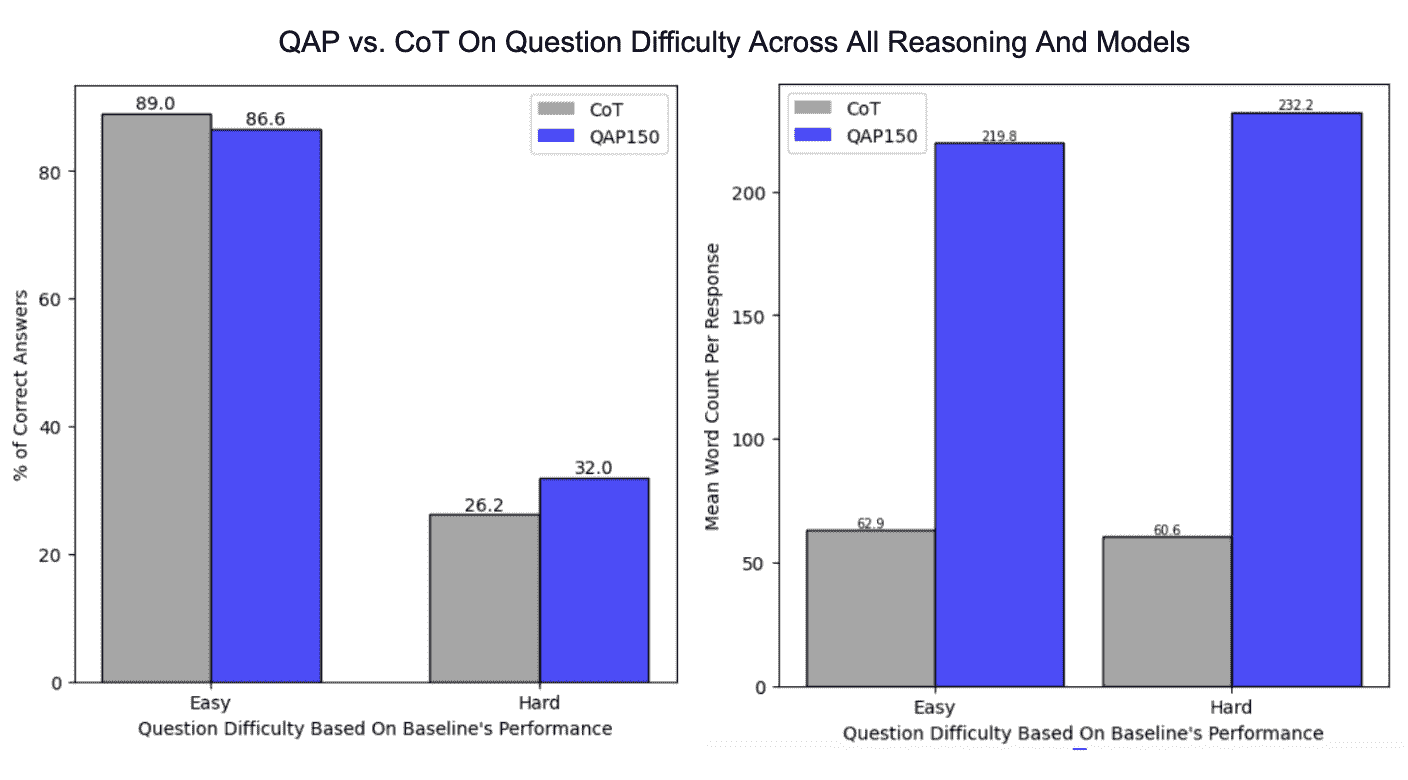 QAP vs. CoT On Question Difficulty Across All Reasoning And Models
89.0
86.6
CoT
QAP150
80
60
40
20
0
26.2
32.0
% of Correct Answers
Easy
Hard
Question Difficulty Based On Baseline's Performance
CoT
QAP150
219.8
232.2
200
150
100
50
0
62.9
60.6
Mean Word Count Per Response
Easy
Hard
Question Difficulty Based On Baseline's Performance